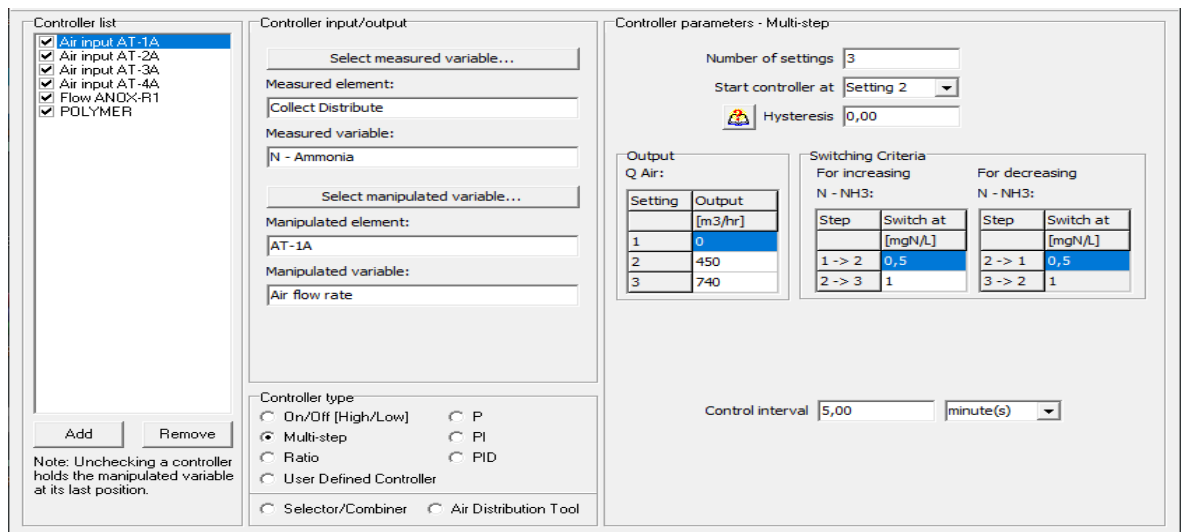 Controller list
Air input AT-1A
Air input AT-2A
Air input AT-3A
Air input AT-4A
Flow ANOX-R1
POLYMER
Add Remove
Note: Unchecking a controller
holds the manipulated variable
at its last position.
Controller input/output
Select measured variable...
Measured element:
Collect Distribute
Measured variable:
N - Ammonia
Select manipulated variable...
Manipulated element:
AT-1A
Manipulated variable:
Air flow rate
Controller type
On/Off [High/Low] P
Multi-step PI
Ratio PID
User Defined Controller
Selector/Combiner Air Distribution Tool
Controller parameters - Multi-step
Number of settings 3
Start controller at Setting 2
Hysteresis 0,00
Output
Q Air:
Setting Output
[m3/hr]
1 0
2 450
3 740
Switching Criteria
For increasing
N - NH3:
Step Switch at
[mgN/L]
1 -> 2 0,5
2 -> 3 1
For decreasing
N - NH3:
Step Switch at
[mgN/L]
2 -> 1 0,5
3 -> 2 1
Control interval 5,00 minute(s)